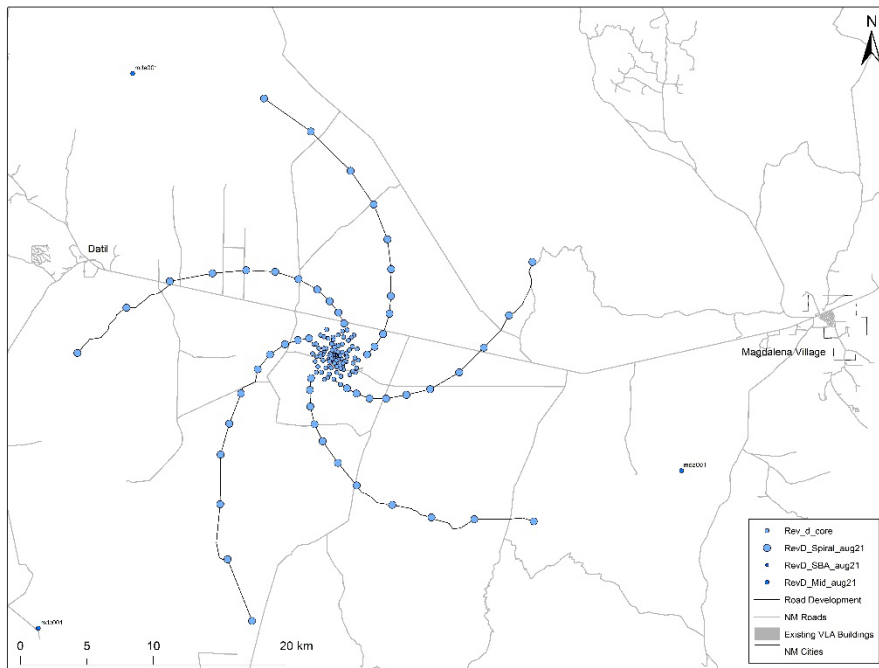 N
Datil
Magdalena Village
Rev_d_core
RevD_Spiral_aug21
RevD_SBA_aug21
RevD_Mid_aug21
Road Development
NM Roads
Existing VLA Buildings
NM Cities
0 5 10 20 km